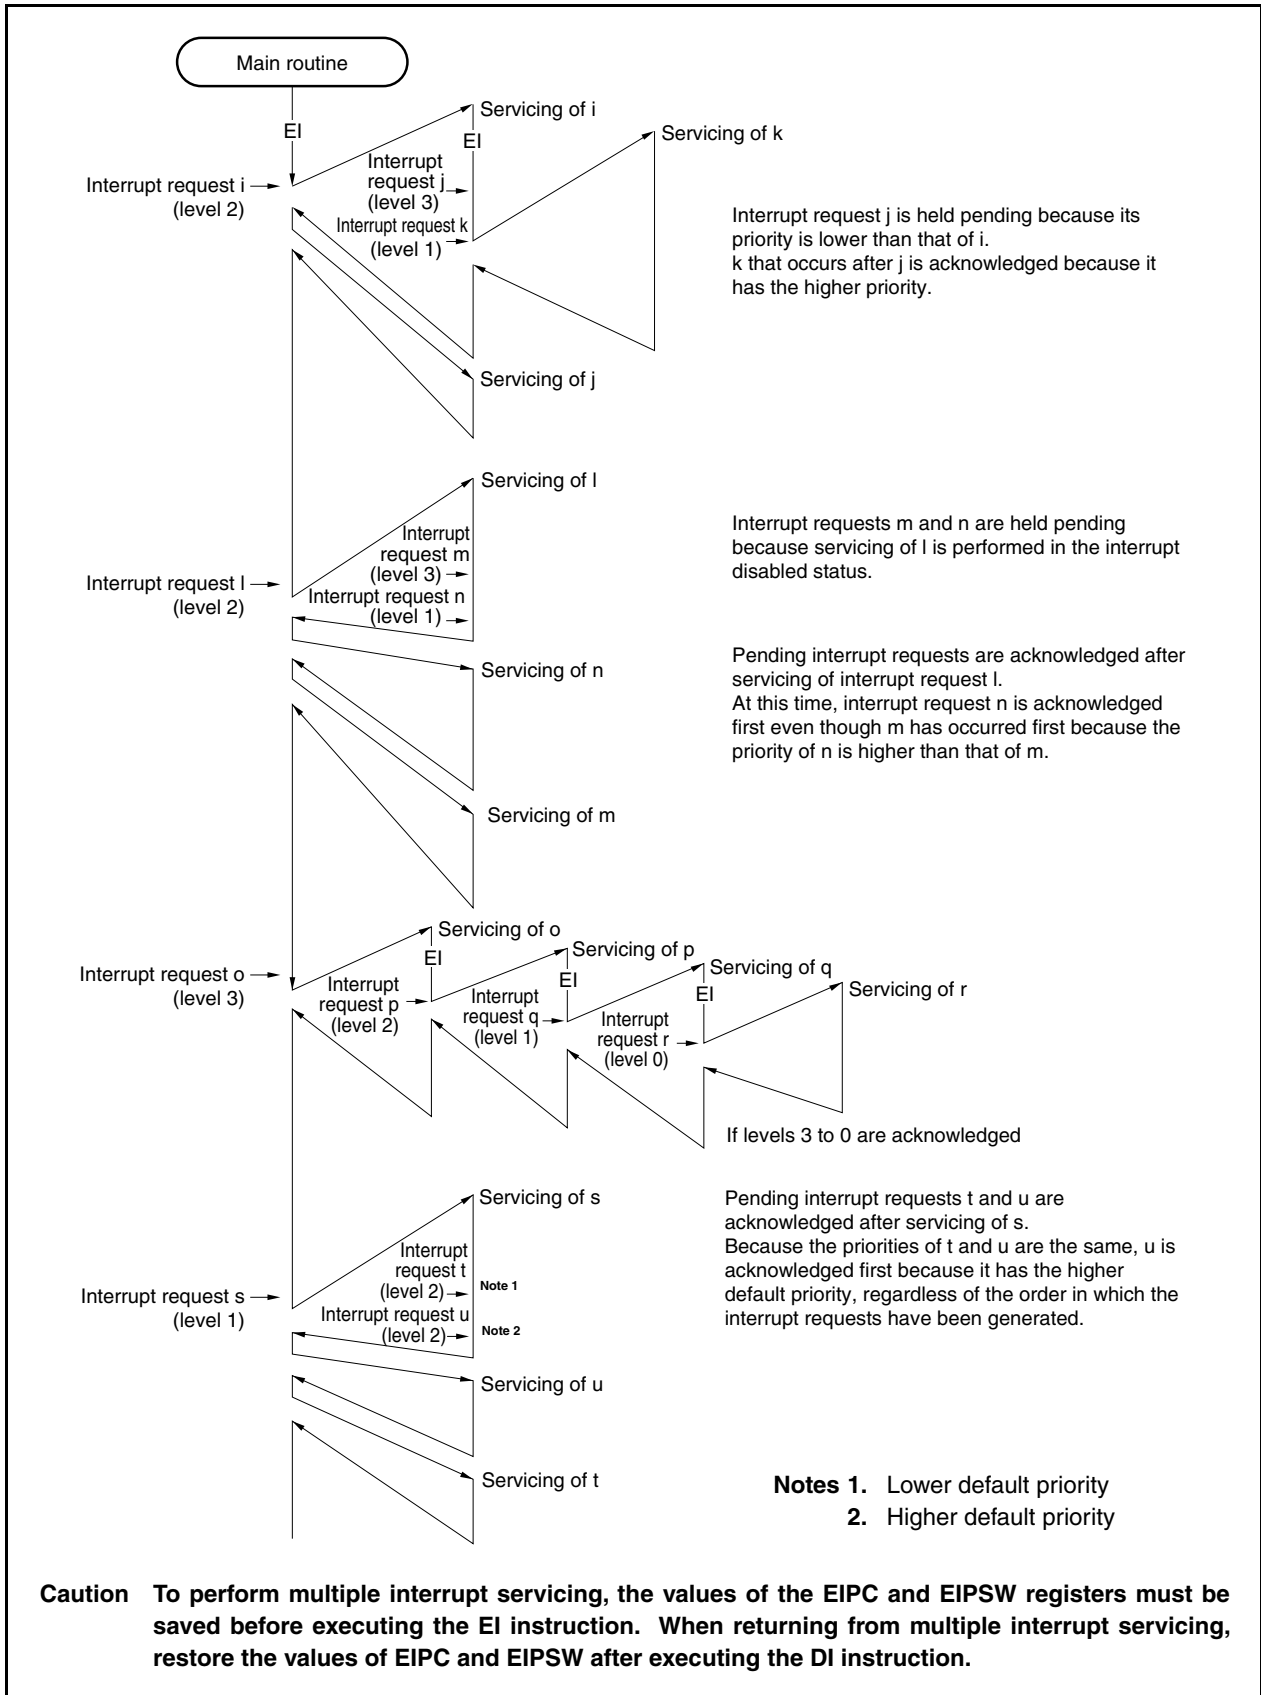 Main routine
EI
Servicing of i
EI
Servicing of k
Interrupt request i
(level 2)
Interrupt
request j
(level 3)
Interrupt request k
(level 1)
Interrupt request j is held pending because its
priority is lower than that of i.
k that occurs after j is acknowledged because it
has the higher priority.
Servicing of j
Servicing of l
Interrupt request l
(level 2)
Interrupt
request m
(level 3)
Interrupt request n
(level 1)
Interrupt requests m and n are held pending
because servicing of l is performed in the interrupt
disabled status.
Servicing of n
Pending interrupt requests are acknowledged after
servicing of interrupt request l.
At this time, interrupt request n is acknowledged
first even though m has occurred first because the
priority of n is higher than that of m.
Servicing of m
Interrupt request o
(level 3)
Servicing of o
EI
Interrupt
request p
(level 2)
Servicing of p
EI
Interrupt
request q
(level 1)
Servicing of q
EI
Interrupt
request r
(level 0)
Servicing of r
If levels 3 to 0 are acknowledged
Servicing of s
Interrupt request s
(level 1)
Interrupt
request t
(level 2)
Note 1
Interrupt request u
(level 2)
Note 2
Pending interrupt requests t and u are
acknowledged after servicing of s.
Because the priorities of t and u are the same, u is
acknowledged first because it has the higher
default priority, regardless of the order in which the
interrupt requests have been generated.
Servicing of u
Servicing of t
Notes 1. Lower default priority
2. Higher default priority
Caution To perform multiple interrupt servicing, the values of the EIPC and EIPSW registers must be
saved before executing the EI instruction. When returning from multiple interrupt servicing,
restore the values of EIPC and EIPSW after executing the DI instruction.